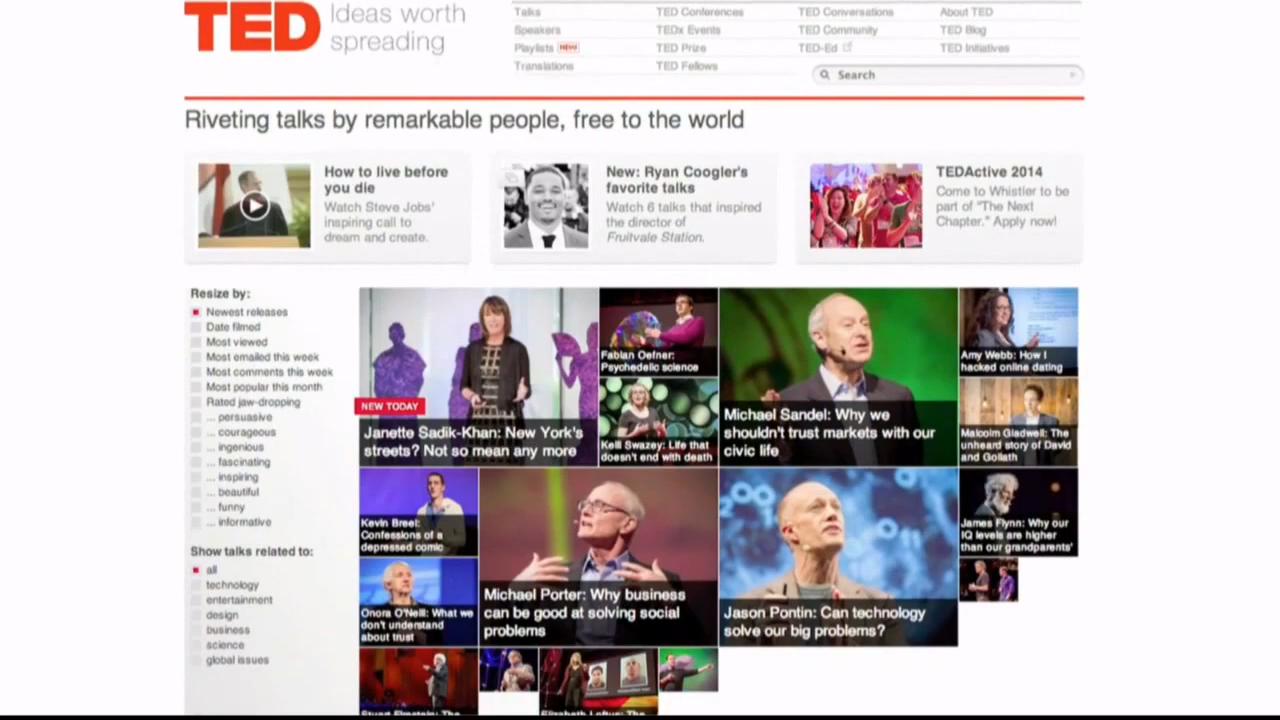 TED Ideas worth
spreading
Talks
Speakers
Playlists NEW!
Translations
TED Conferences
TEDx Events
TED Prize
TED Fellows
TED Conversations
TED Community
TED-Ed
About TED
TED Blog
TED Initiatives
Search
Riveting talks by remarkable people, free to the world
How to live before
you die
Watch Steve Jobs'
inspiring call to
dream and create.
New: Ryan Coogler's
favorite talks
Watch 6 talks that inspired
the director of
Fruitvale Station.
TEDActive 2014
Come to Whistler to be
part of "The Next
Chapter." Apply now!
Resize by:
Newest releases
Date filmed
Most viewed
Most emailed this week
Most comments this week
Most popular this month
Rated jaw-dropping
... persuasive
... courageous
... ingenious
... fascinating
... inspiring
... beautiful
... funny
... informative
Show talks related to:
all
technology
entertainment
design
business
science
global issues
NEW TODAY
Janette Sadik-Khan: New York's
streets? Not so mean any more
Fabian Oefner:
Psychedelic science
Kelli Swazey: Life that
doesn't end with death
Michael Sandel: Why we
shouldn't trust markets with our
civic life
Amy Webb: How I
hacked online dating
Malcolm Gladwell: The
unheard story of David
and Goliath
Kevin Breel:
Confessions of a
depressed comic
Onora O'Neill: What we
don't understand
about trust
Michael Porter: Why business
can be good at solving social
problems
Jason Pontin: Can technology
solve our big problems?
James Flynn: Why our
IQ levels are higher
than our grandparents'
Stuart Firestein: The
Elizabeth Loftus: The